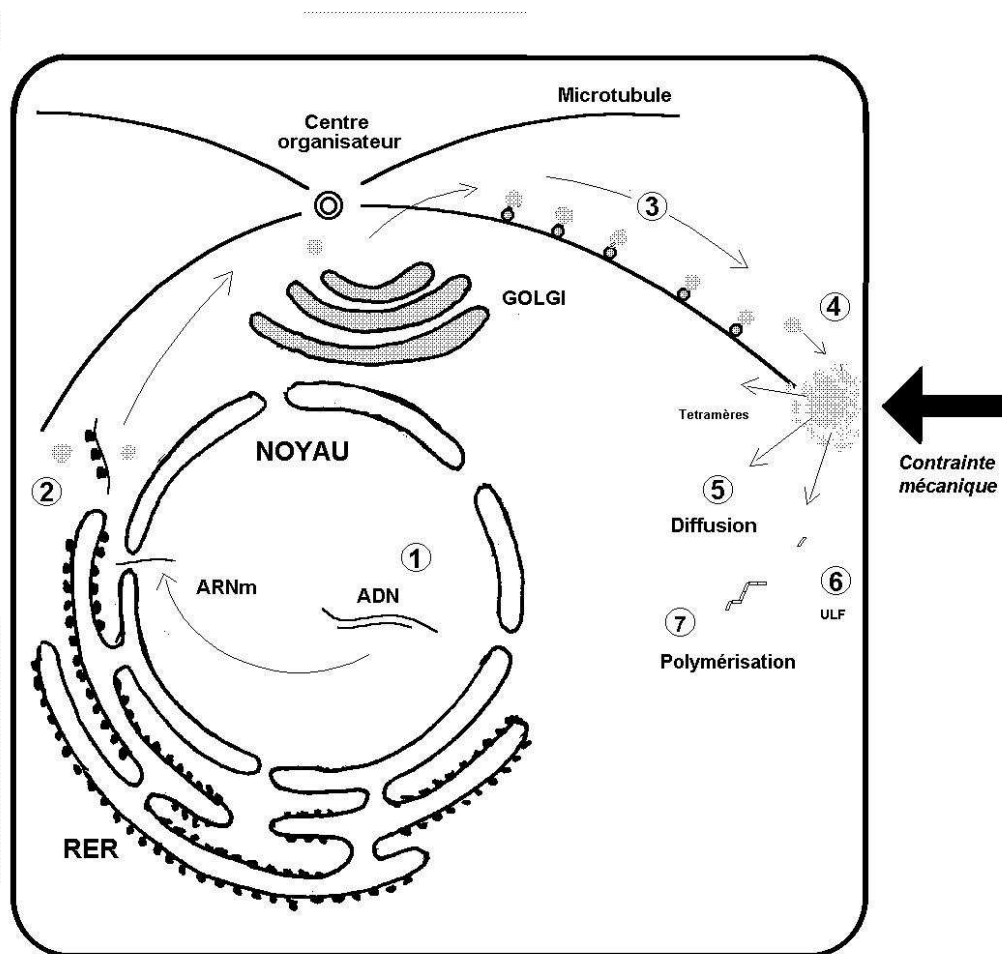 Microtubule
Centre
organisateur
3
GOLGI
4
Tetramères
NOYAU
Contrainte
mécanique
2
5
Diffusion
1
ARNm
ADN
6
ULF
7
Polymérisation
RER